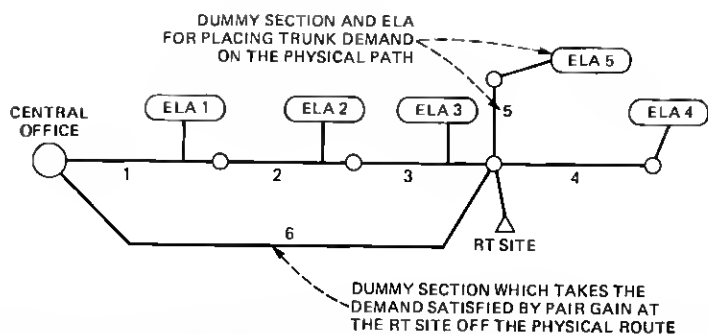 DUMMY SECTION AND ELA
FOR PLACING TRUNK DEMAND
ON THE PHYSICAL PATH
ELA 5
CENTRAL
OFFICE
ELA 1
ELA 2
ELA 3
5
ELA 4
1
2
3
4
6
RT SITE
DUMMY SECTION WHICH TAKES THE
DEMAND SATISFIED BY PAIR GAIN AT
THE RT SITE OFF THE PHYSICAL ROUTE